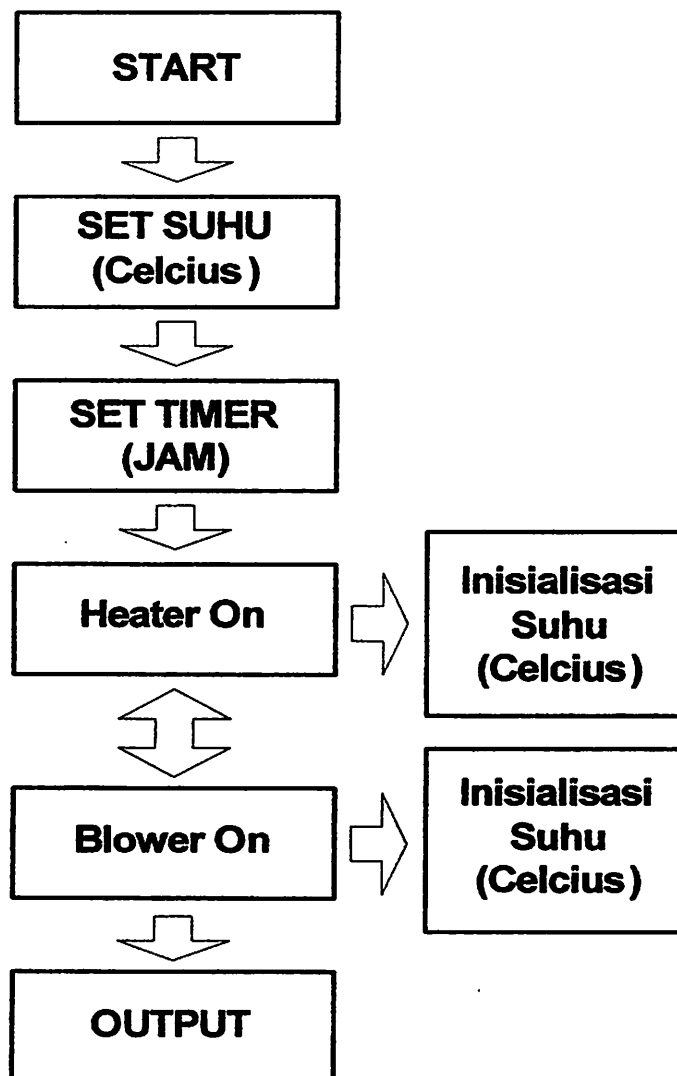 START
SET SUHU
(Celcius)
SET TIMER
(JAM)
Heater On
Inisialisasi
Suhu
(Celcius)
Blower On
Inisialisasi
Suhu
(Celcius)
OUTPUT